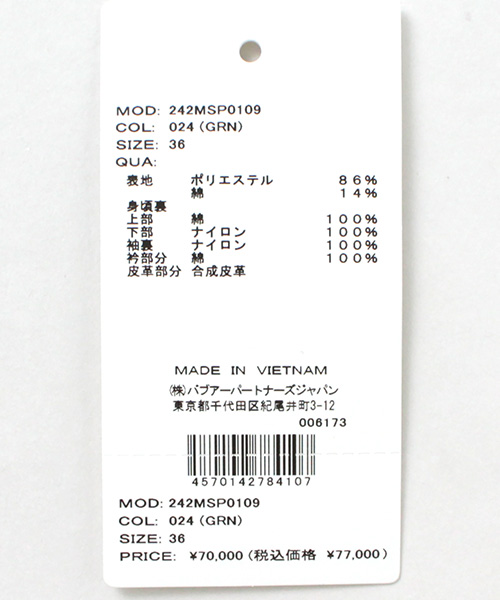 MOD: 242MSP0109
COL: 024 (GRN)
SIZE: 36
QUA:
表地 ポリエステル 86%
綿 14%
身頃裏
上部 綿 100%
下部 ナイロン 100%
袖裏 ナイロン 100%
衿部分 綿 100%
皮革部分 合成皮革
MADE IN VIETNAM
(株)バブアーパートナーズジャパン
東京都千代田区紀尾井町3-12
006173
4570142784107
MOD: 242MSP0109
COL: 024 (GRN)
SIZE: 36
PRICE: ¥70,000 (税込価格 ¥77,000)